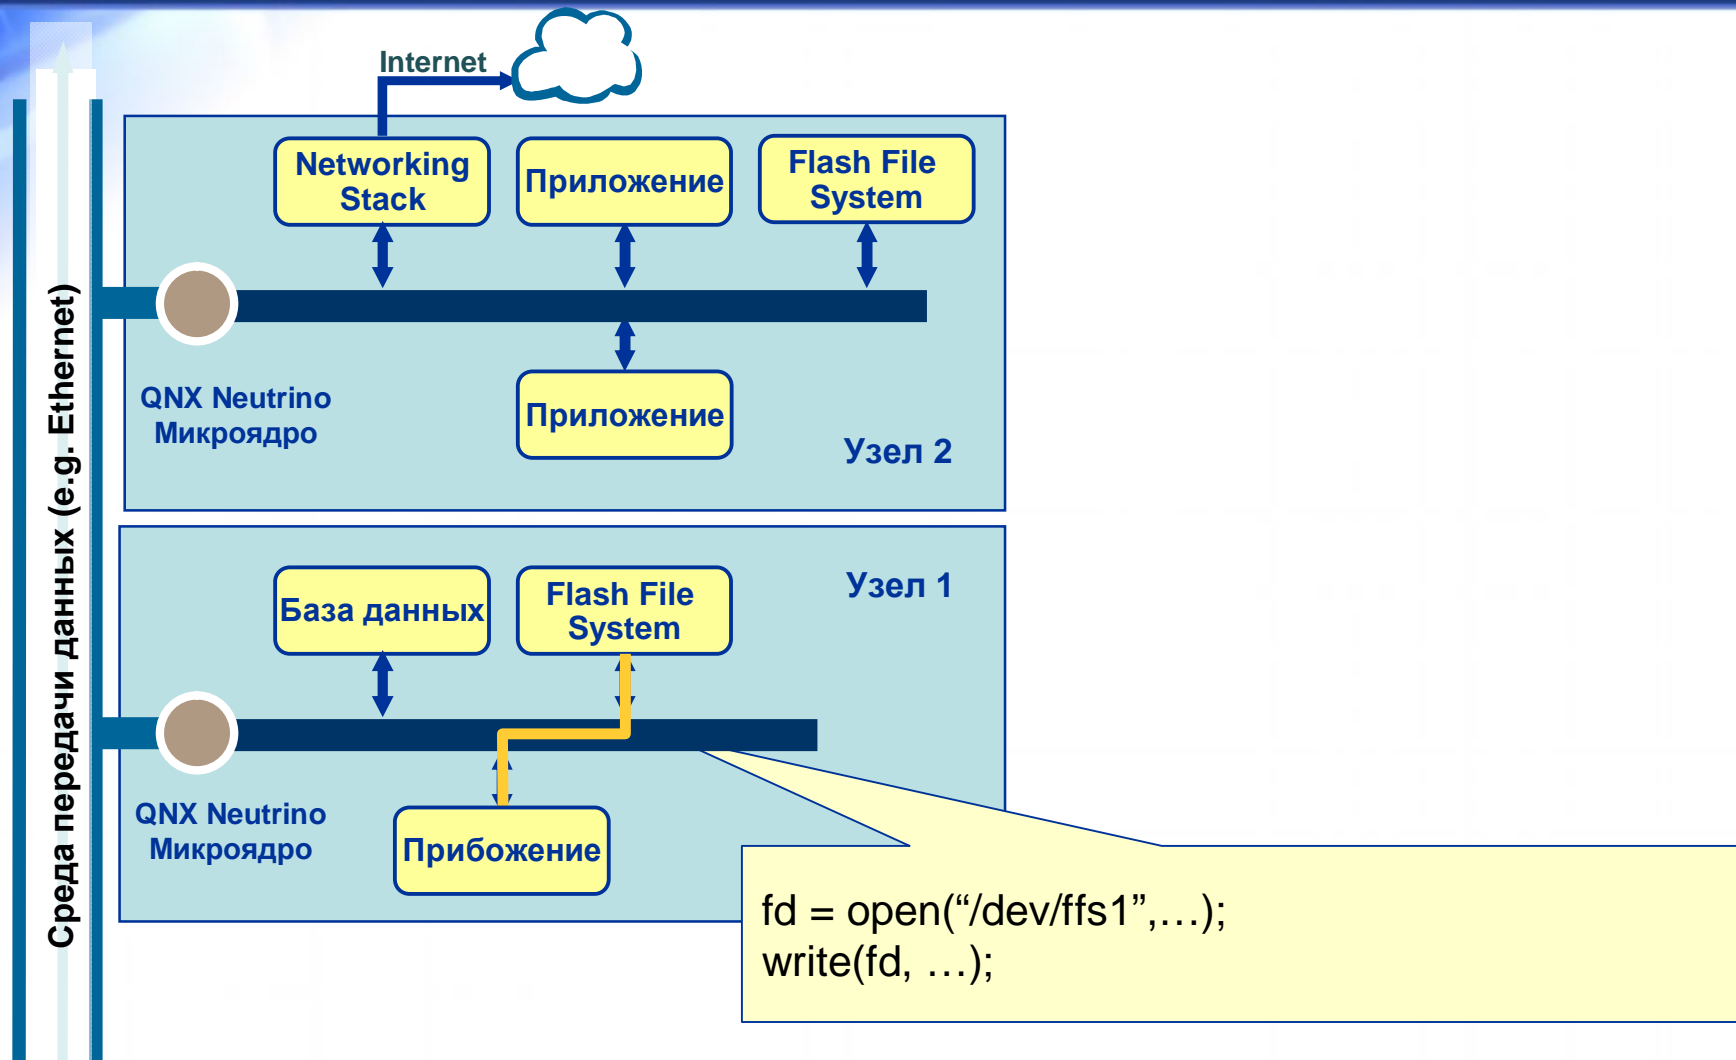 Internet
Networking
Stack
Приложение
Flash File
System
QNX Neutrino
Микроядро
Приложение
Узел 2
Среда передачи данных (e.g. Ethernet)
База данных
Flash File
System
Узел 1
QNX Neutrino
Микроядро
Прибожение
fd = open(“/dev/ffs1”,…);
write(fd, …);